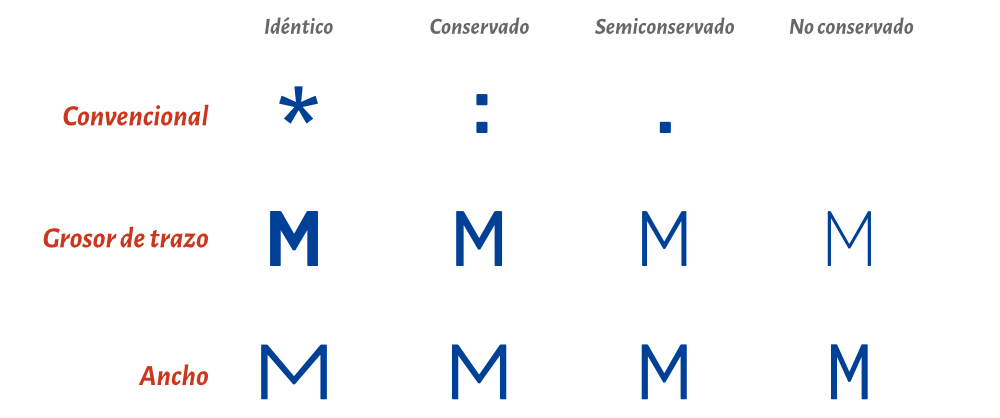 Idéntico Conservado Semiconservado No conservado
Convencional * : .
Grosor de trazo M M M M
Ancho M M M M